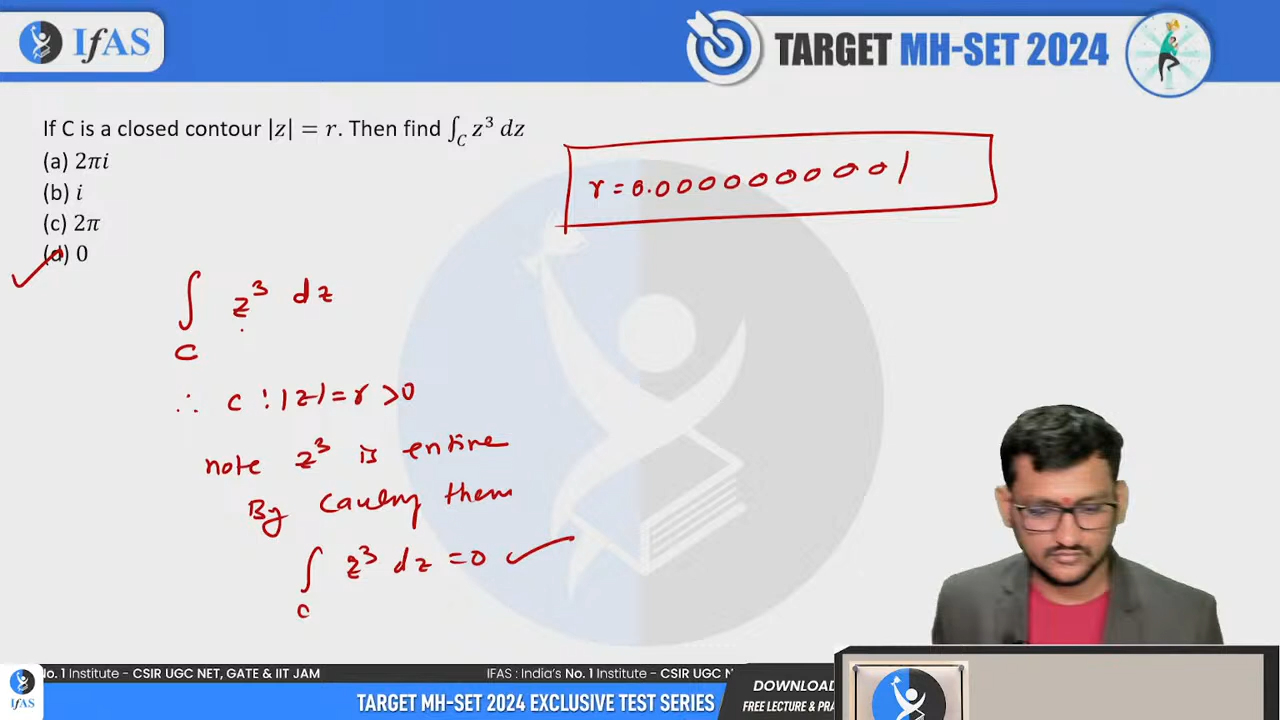 IfAS
TARGET MH-SET 2024
If C is a closed contour |z| = r. Then find ∫_C z³ dz
(a) 2πi
(b) i
(c) 2π
(d) 0
r = 0.0000000001
∫_C z³ dz
∴ C : |z| = r > 0
note z³ is entire
By
∫_C z³ dz = 0
No. 1 Institute - CSIR UGC NET, GATE & IIT JAM
IFAS : India's No. 1 Institute - CSIR UGC N
IFAS
TARGET MH-SET 2024 EXCLUSIVE TEST SERIES
DOWNLOAD
FREE LECTURE & PRA